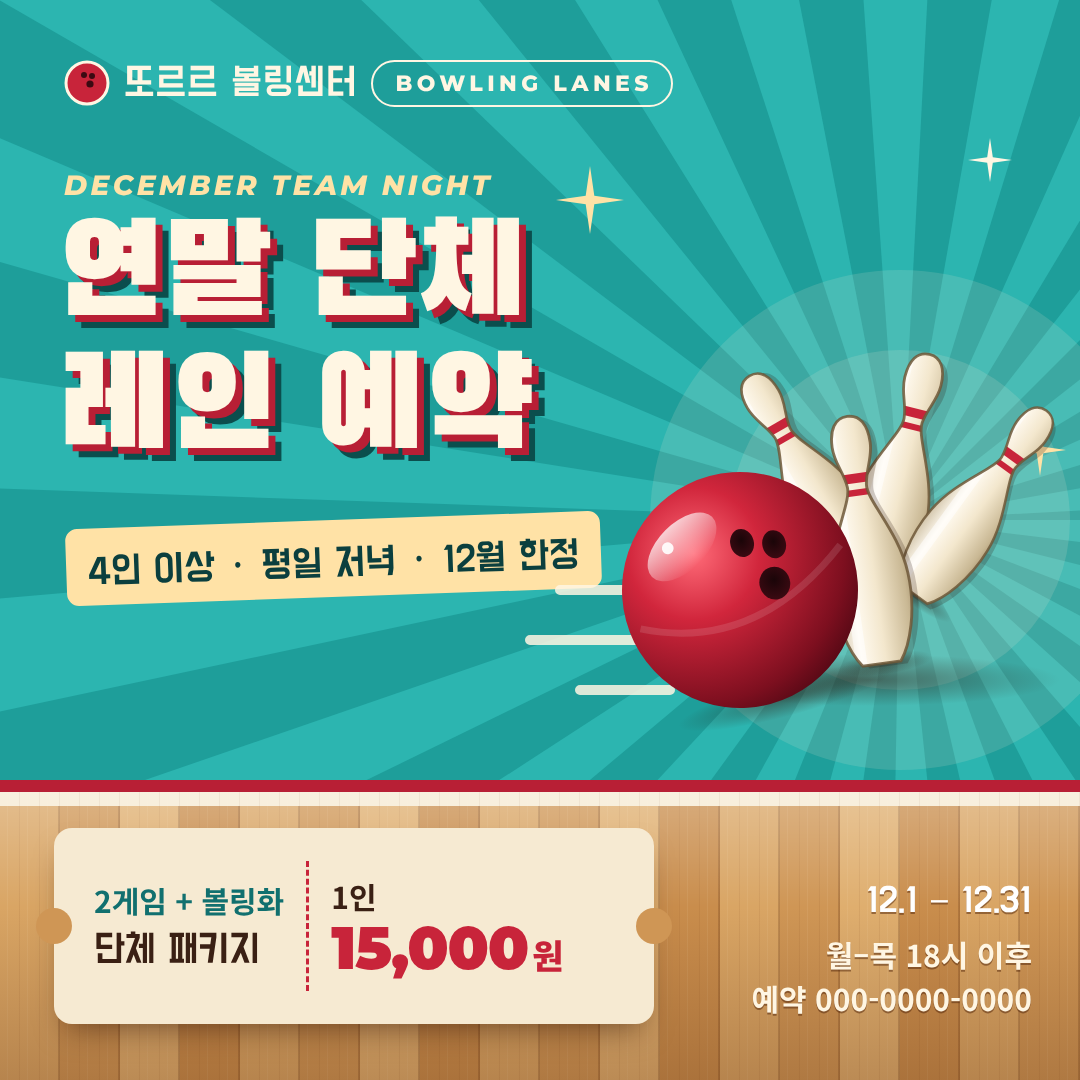 또르르 볼링센터 BOWLING LANES
DECEMBER TEAM NIGHT
연말 단체
레인 예약
4인 이상 · 평일 저녁 · 12월 한정
2게임 + 볼링화
단체 패키지
1인
15,000원
12.1 – 12.31
월–목 18시 이후
예약 000-0000-0000